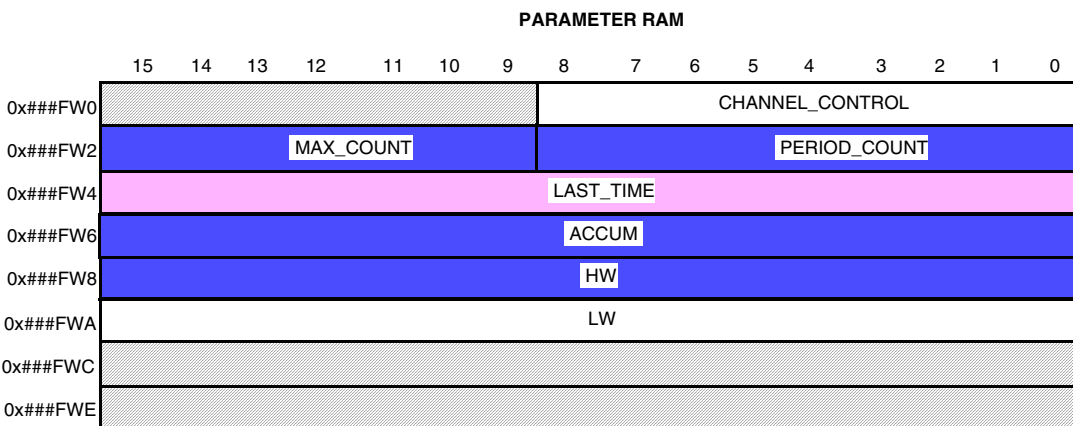 PARAMETER RAM
15 14 13 12 11 10 9 8 7 6 5 4 3 2 1 0
0x###FW0 CHANNEL_CONTROL
0x###FW2 MAX_COUNT PERIOD_COUNT
0x###FW4 LAST_TIME
0x###FW6 ACCUM
0x###FW8 HW
0x###FWA LW
0x###FWC
0x###FWE